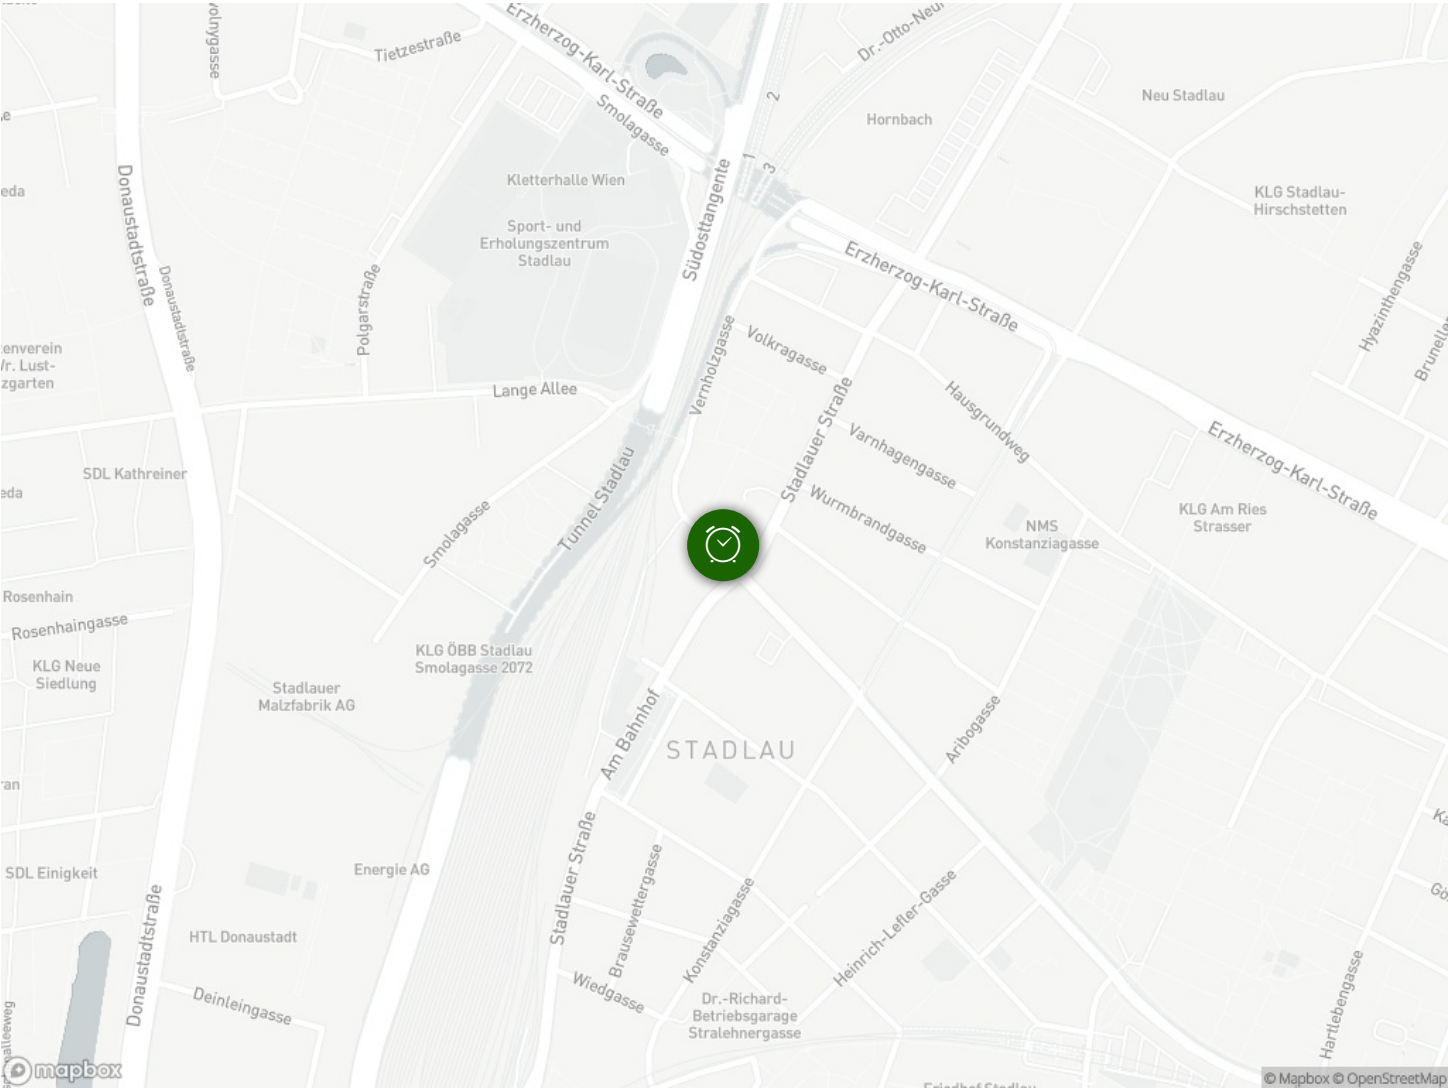 Erzherzog-Karl-Straße
Tietzestraße
Smolagasse
2
1
3
Hornbach
Neu Stadlau
Donaustadtstraße
Donaustadtstraße
Kletterhalle Wien
Sport- und
Erholungszentrum
Stadlau
Südosttangente
KLG Stadlau-
Hirschstetten
Erzherzog-Karl-Straße
Hyazinthengasse
Polgarstraße
Vernholzgasse
Volkragasse
Lange Allee
Stadlauer Straße
Hausgrundweg
Varnhagengasse
Erzherzog-Karl-Straße
SDL Kathreiner
Tunnel Stadlau
Smolagasse
Wurmbrandgasse
NMS
Konstanziagasse
KLG Am Ries
Strasser
Rosenhain
Rosenhaingasse
KLG Neue
Siedlung
KLG ÖBB Stadlau
Smolagasse 2072
Stadlauer
Malzfabrik AG
Am Bahnhof
STADLAU
Aribogasse
SDL Einigkeit
Energie AG
Stadlauer Straße
Brausewettergasse
Konstanziagasse
Heinrich-Lefler-Gasse
HTL Donaustadt
Donaustadtstraße
Deinleingasse
Wiedgasse
Dr.-Richard-
Betriebsgarage
Stralehnergasse
Hartlebengasse
mapbox
© Mapbox © OpenStreetMap